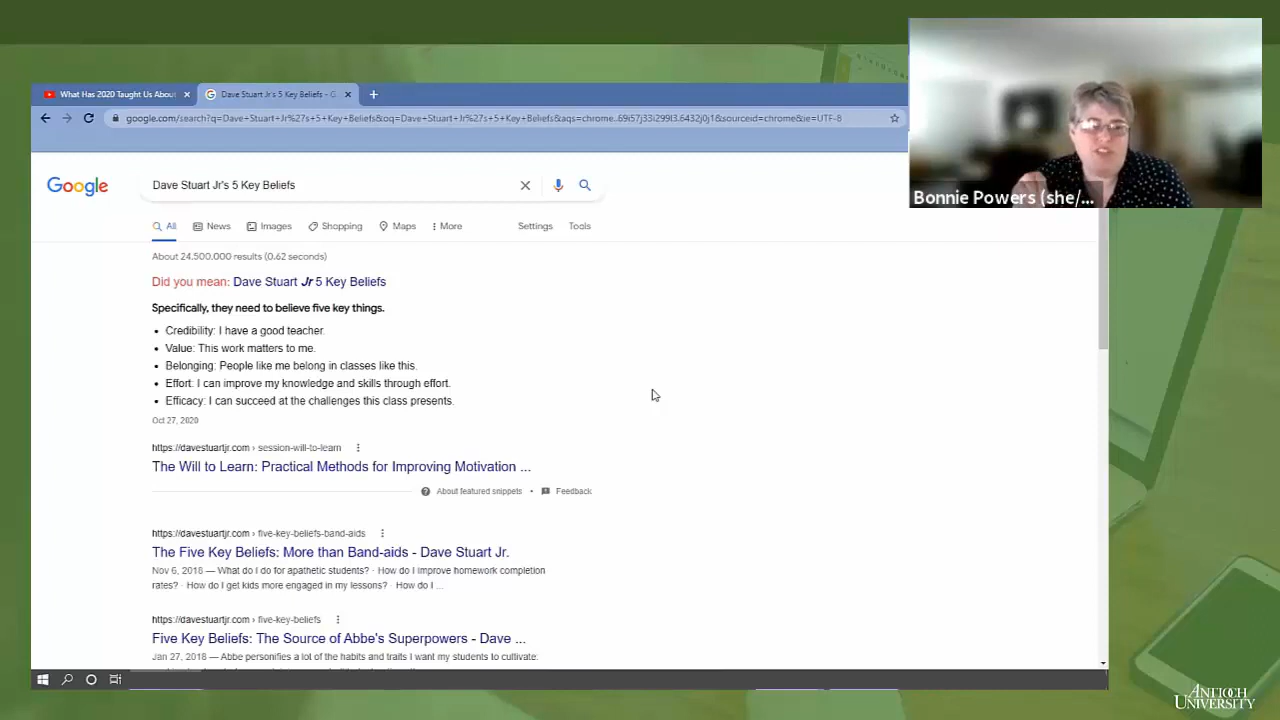 What Has 2020 Taught Us About
Dave Stuart Jr's 5 Key Beliefs - G
google.com/search?q=Dave+Stuart+Jr%27s+5+Key+Beliefs&oq=Dave+Stuart+Jr%27s+5+Key+Beliefs&aqs=chrome..69i57j33i299l3.6432j0j1&sourceid=chrome&ie=UTF-8
Bonnie Powers (she/...
Google
Dave Stuart Jr's 5 Key Beliefs
All News Images Shopping Maps More Settings Tools
About 24,500,000 results (0.62 seconds)
Did you mean: Dave Stuart Jr 5 Key Beliefs
Specifically, they need to believe five key things.
• Credibility: I have a good teacher.
• Value: This work matters to me.
• Belonging: People like me belong in classes like this.
• Effort: I can improve my knowledge and skills through effort.
• Efficacy: I can succeed at the challenges this class presents.
Oct 27, 2020
https://davestuartjr.com › session-will-to-learn
The Will to Learn: Practical Methods for Improving Motivation ...
About featured snippets • Feedback
https://davestuartjr.com › five-key-beliefs-band-aids
The Five Key Beliefs: More than Band-aids - Dave Stuart Jr.
Nov 6, 2018 — What do I do for apathetic students? · How do I improve homework completion
rates? · How do I get kids more engaged in my lessons? · How do I ...
https://davestuartjr.com › five-key-beliefs
Five Key Beliefs: The Source of Abbe's Superpowers - Dave ...
Jan 27, 2018 — Abbe personifies a lot of the habits and traits I want my students to cultivate:
ANTIOCH
UNIVERSITY